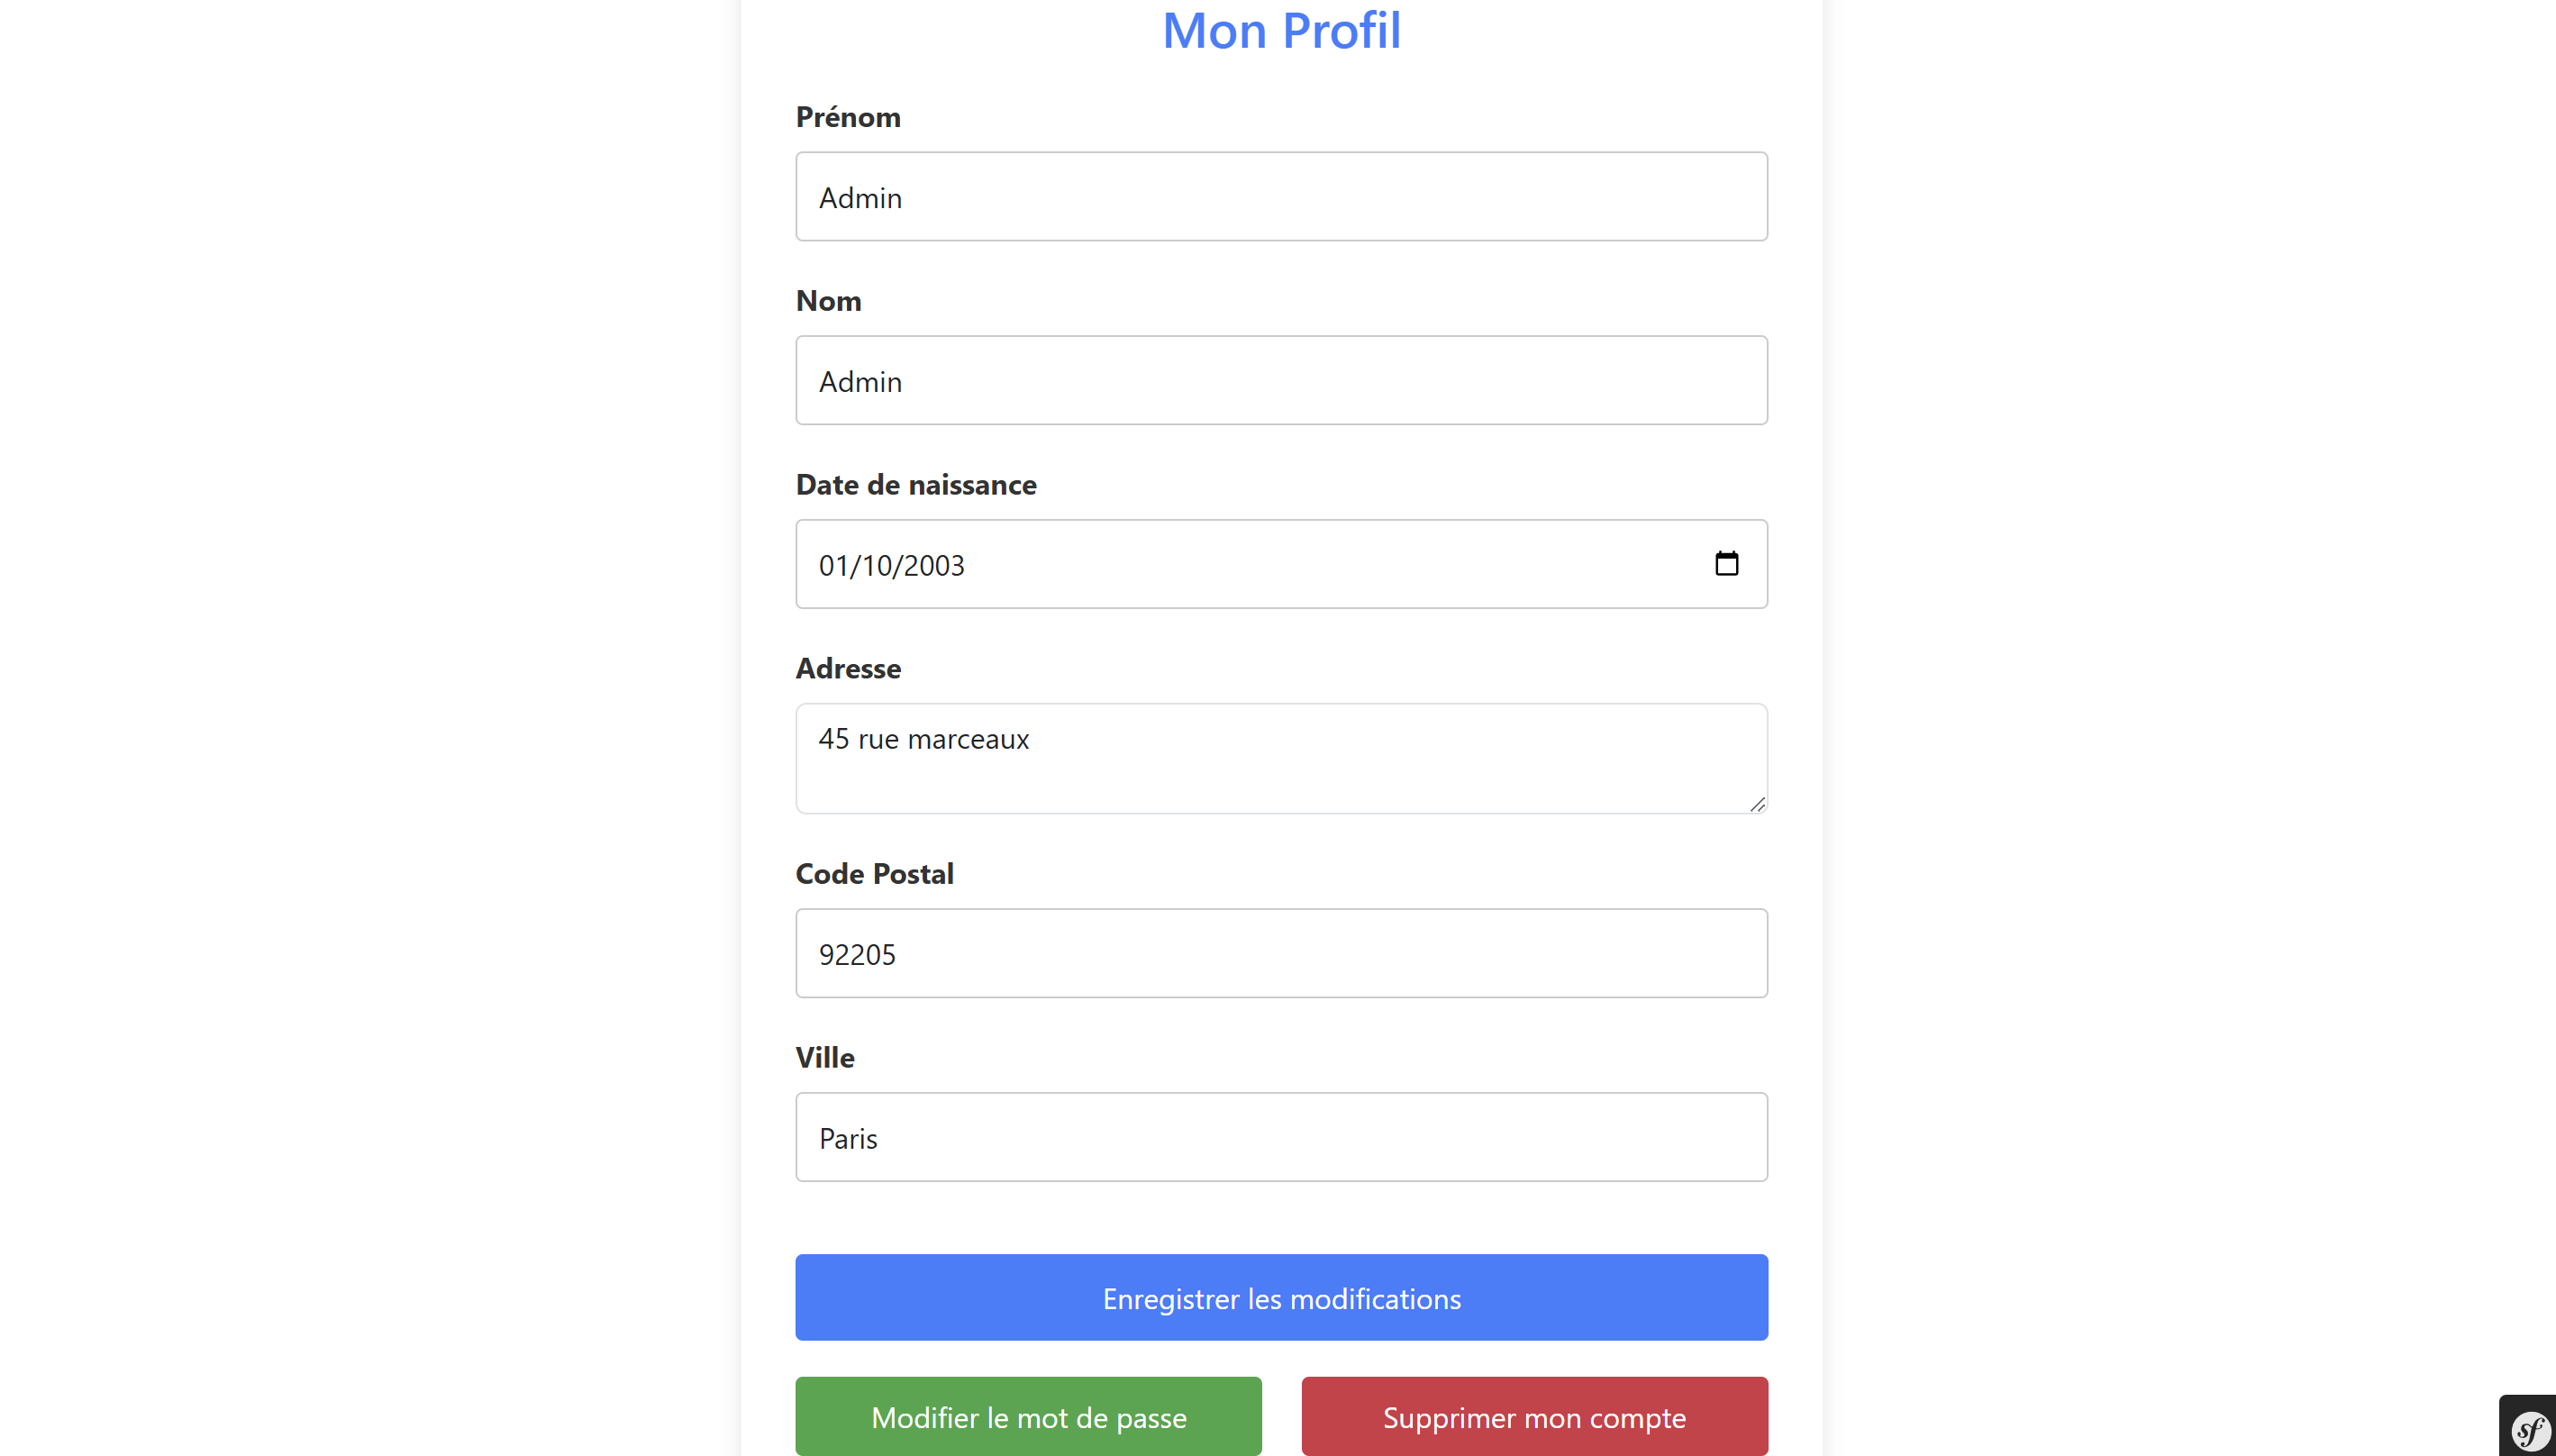 Mon Profil
Prénom
Admin
Nom
Admin
Date de naissance
01/10/2003
Adresse
45 rue marceaux
Code Postal
92205
Ville
Paris
Enregistrer les modifications
Modifier le mot de passe
Supprimer mon compte
sf